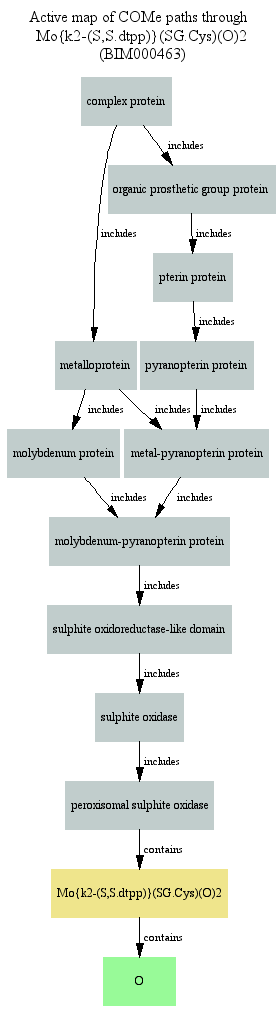 Active map of COMe paths through
Mo{k2-(S,S.dtpp)}(SG.Cys)(O)2
(BIM000463)
complex protein
includes
organic prosthetic group protein
includes
includes
pterin protein
includes
metalloprotein
pyranopterin protein
includes
includes
includes
molybdenum protein
metal-pyranopterin protein
includes
includes
molybdenum-pyranopterin protein
includes
sulphite oxidoreductase-like domain
includes
sulphite oxidase
includes
peroxisomal sulphite oxidase
contains
Mo{k2-(S,S.dtpp)}(SG.Cys)(O)2
contains
O